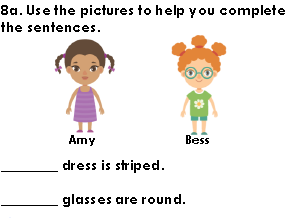 8a. Use the pictures to help you complete
the sentences.
Amy Bess
________ dress is striped.
________ glasses are round.